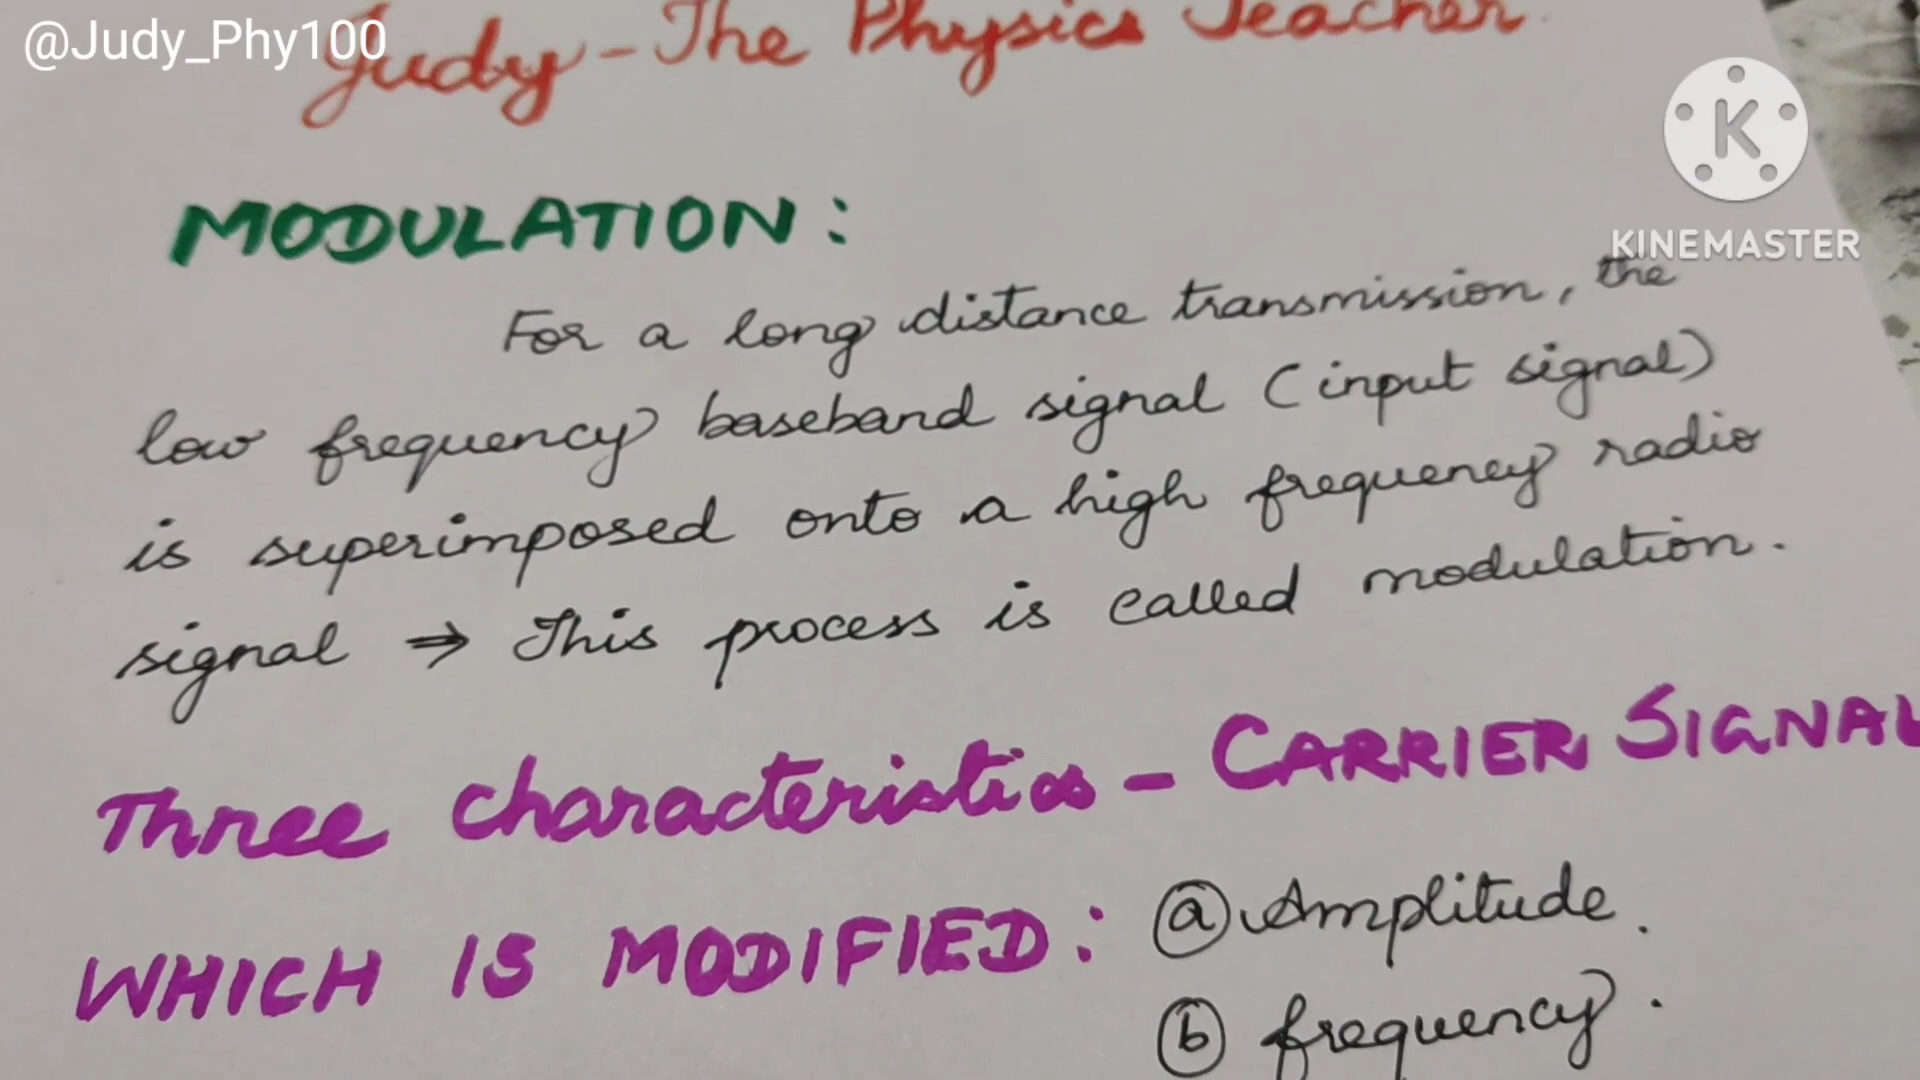 @Judy_Phy100
Judy - The Physics Teacher
K
KINEMASTER
MODULATION :
For a long distance transmission, the
low frequency baseband signal (input signal)
is superimposed onto a high frequency radio
signal ⇒ This process is called modulation.
Three characteristics - CARRIER SIGNAL
WHICH IS MODIFIED : ⓐ Amplitude.
ⓑ frequency.